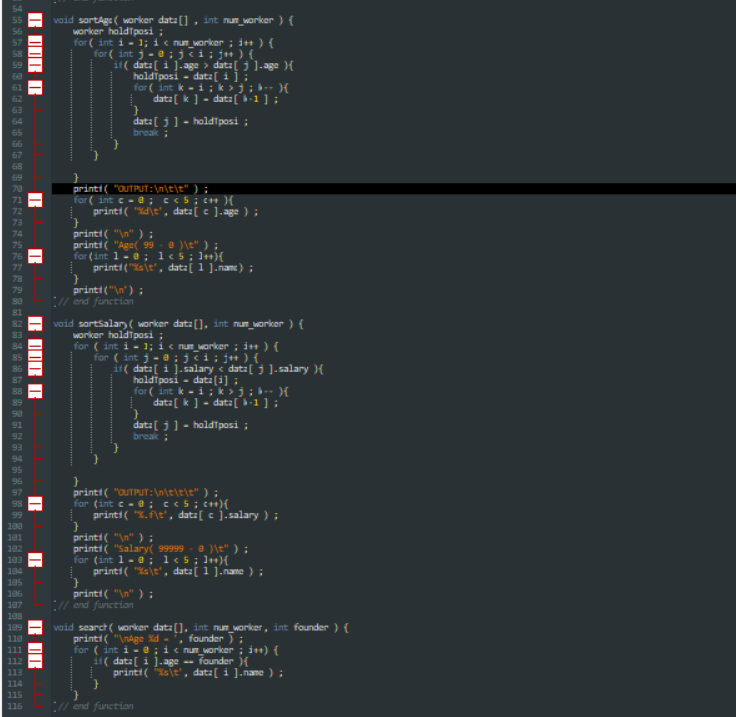 54
55 void sortAge( worker data[] , int num_worker ) {
56 worker holdTposi ;
57 for( int i = 1; i < num_worker ; i++ ) {
58 for( int j = 0 ; j < i ; j++ ) {
59 if( data[ i ].age > data[ j ].age ){
60 holdTposi = data[ i ] ;
61 for( int k = i ; k > j ; k-- ){
62 data[ k ] = data[ k-1 ] ;
63 }
64 data[ j ] = holdTposi ;
65 break ;
66 }
67 }
68
69 }
70 printf( "OUTPUT:\n\t\t" ) ;
71 for( int c = 0 ; c < 5 ; c++ ){
72 printf( "%d\t", data[ c ].age ) ;
73 }
74 printf( "\n" ) ;
75 printf( "Age( 99 - 0 )\t" ) ;
76 for(int l = 0 ; l < 5 ; l++){
77 printf("%s\t", data[ l ].name) ;
78 }
79 printf("\n") ;
80 }// end function
81
82 void sortSalary( worker data[], int num_worker ) {
83 worker holdTposi ;
84 for ( int i = 1; i < num_worker ; i++ ) {
85 for ( int j = 0 ; j < i ; j++ ) {
86 if( data[ i ].salary < data[ j ].salary ){
87 holdTposi = data[i] ;
88 for( int k = i ; k > j ; k-- ){
89 data[ k ] = data[ k-1 ] ;
90 }
91 data[ j ] = holdTposi ;
92 break ;
93 }
94 }
95
96 }
97 printf( "OUTPUT:\n\t\t\t" ) ;
98 for (int c = 0 ; c < 5 ; c++){
99 printf( "%.f\t", data[ c ].salary ) ;
100 }
101 printf( "\n" ) ;
102 printf( "Salary( 99999 - 0 )\t" ) ;
103 for (int l = 0 ; l < 5 ; l++){
104 printf( "%s\t", data[ l ].name ) ;
105 }
106 printf( "\n" ) ;
107 }// end function
108
109 void search( worker data[], int num_worker, int founder ) {
110 printf( "\nAge %d = ", founder ) ;
111 for ( int i = 0 ; i < num_worker ; i++) {
112 if( data[ i ].age == founder ){
113 printf( "%s\t", data[ i ].name ) ;
114 }
115 }
116 }// end function